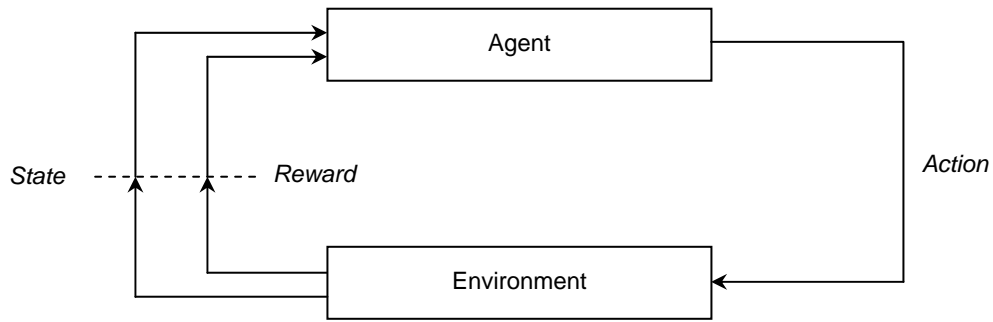 Agent
State
Reward
Action
Environment